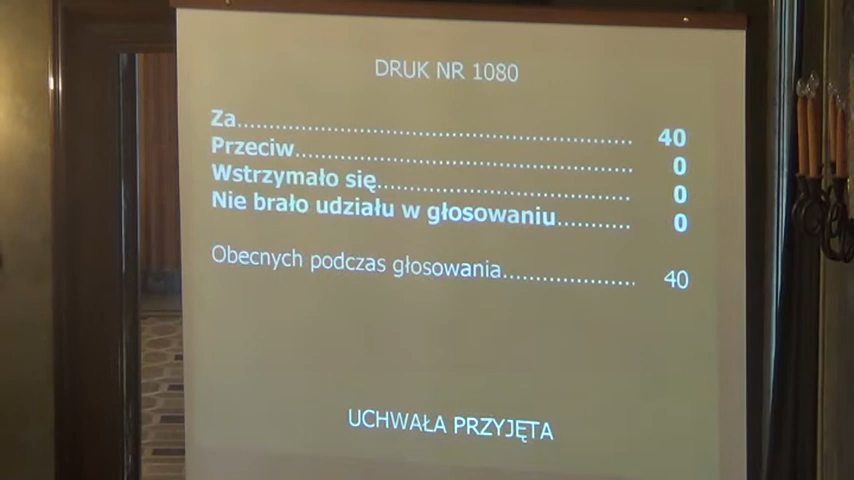 DRUK NR 1080
Za.................................................... 40
Przeciw............................................. 0
Wstrzymało się................................. 0
Nie brało udziału w głosowaniu........... 0
Obecnych podczas głosowania................... 40
UCHWAŁA PRZYJĘTA